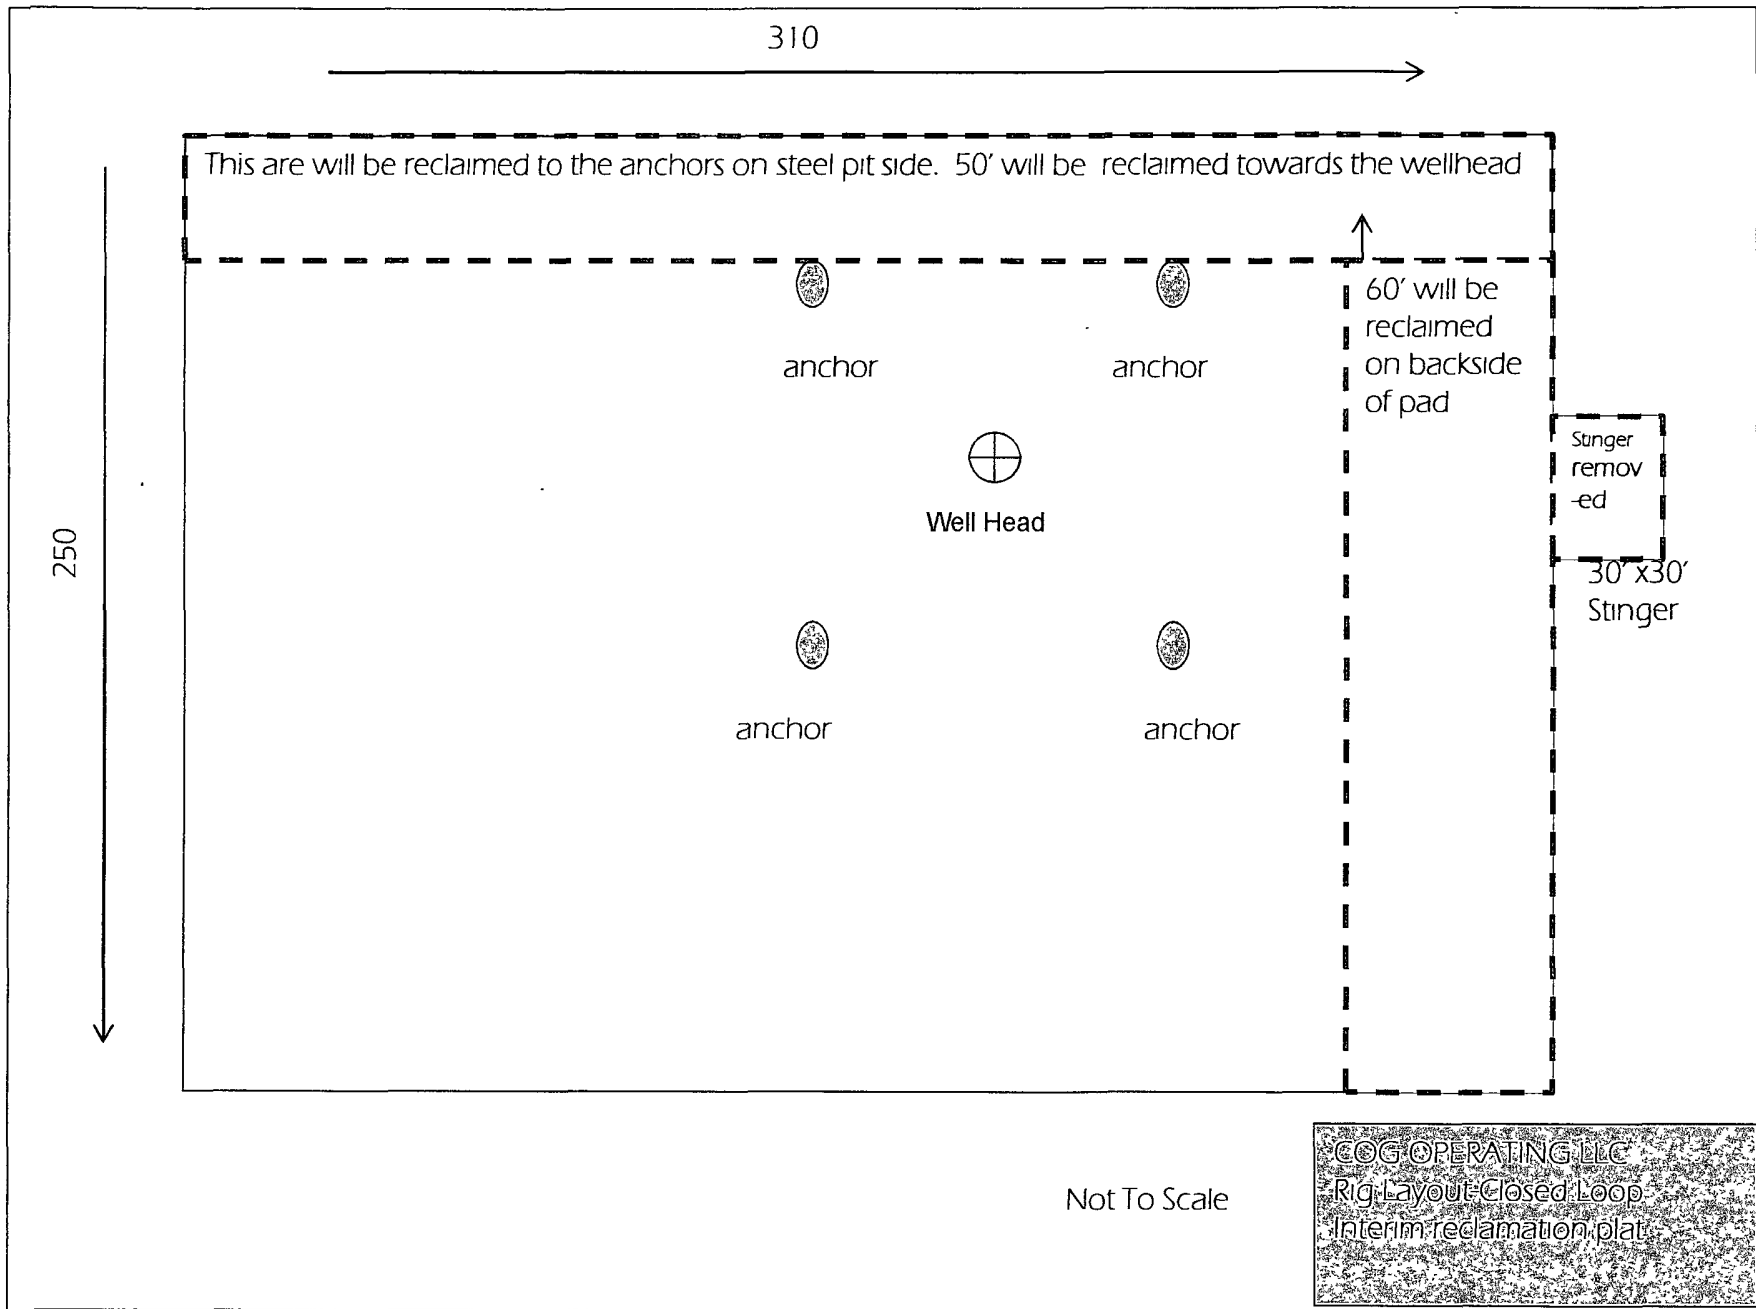 310
This are will be reclaimed to the anchors on steel pit side. 50' will be reclaimed towards the wellhead
60' will be
reclaimed
on backside
of pad
anchor
anchor
Stinger
remov
-ed
Well Head
250
30' x30'
Stinger
anchor
anchor
Not To Scale
COG OPERATING LLC
Rig Layout-Closed Loop
Interim reclamation plat